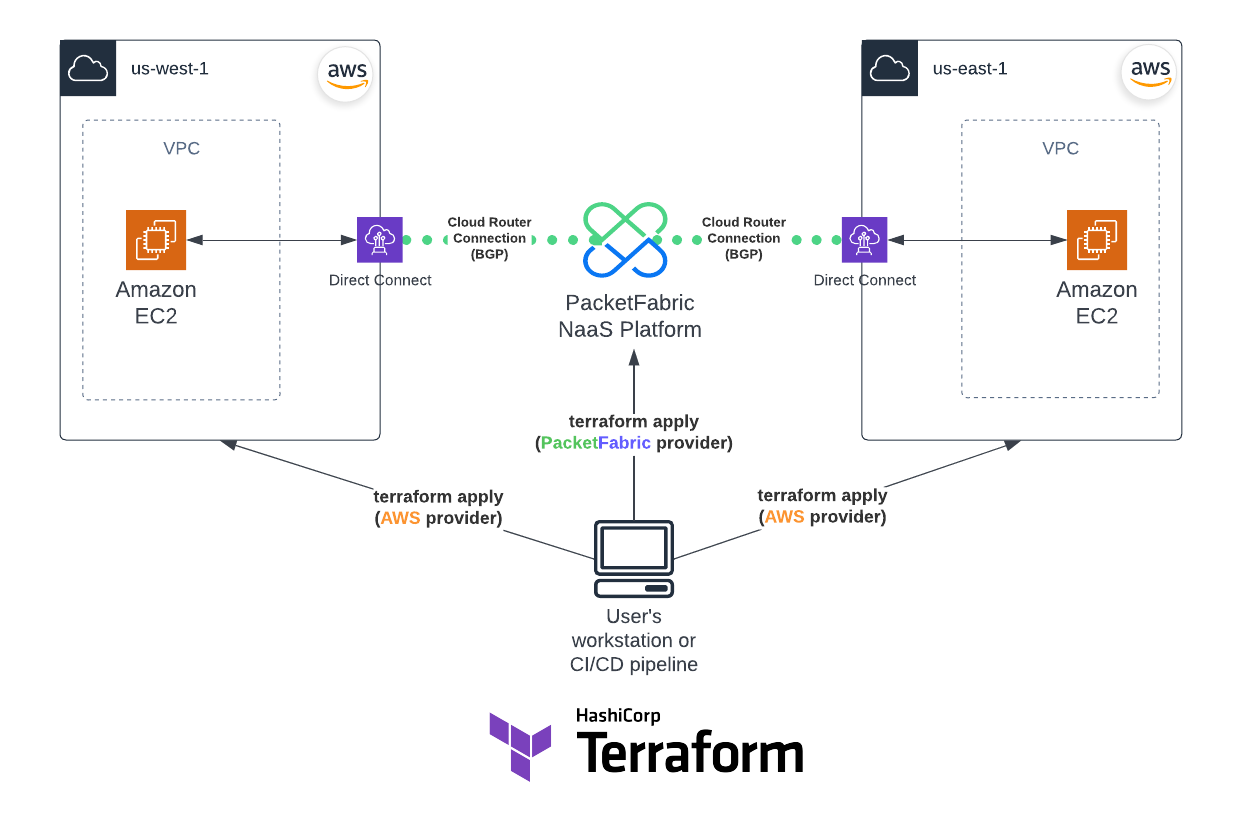 us-west-1
aws
us-east-1
aws
VPC
VPC
Cloud Router
Connection
(BGP)
Cloud Router
Connection
(BGP)
Direct Connect
Direct Connect
Amazon
EC2
PacketFabric
NaaS Platform
Amazon
EC2
terraform apply
(PacketFabric provider)
terraform apply
(AWS provider)
terraform apply
(AWS provider)
User's
workstation or
CI/CD pipeline
HashiCorp
Terraform